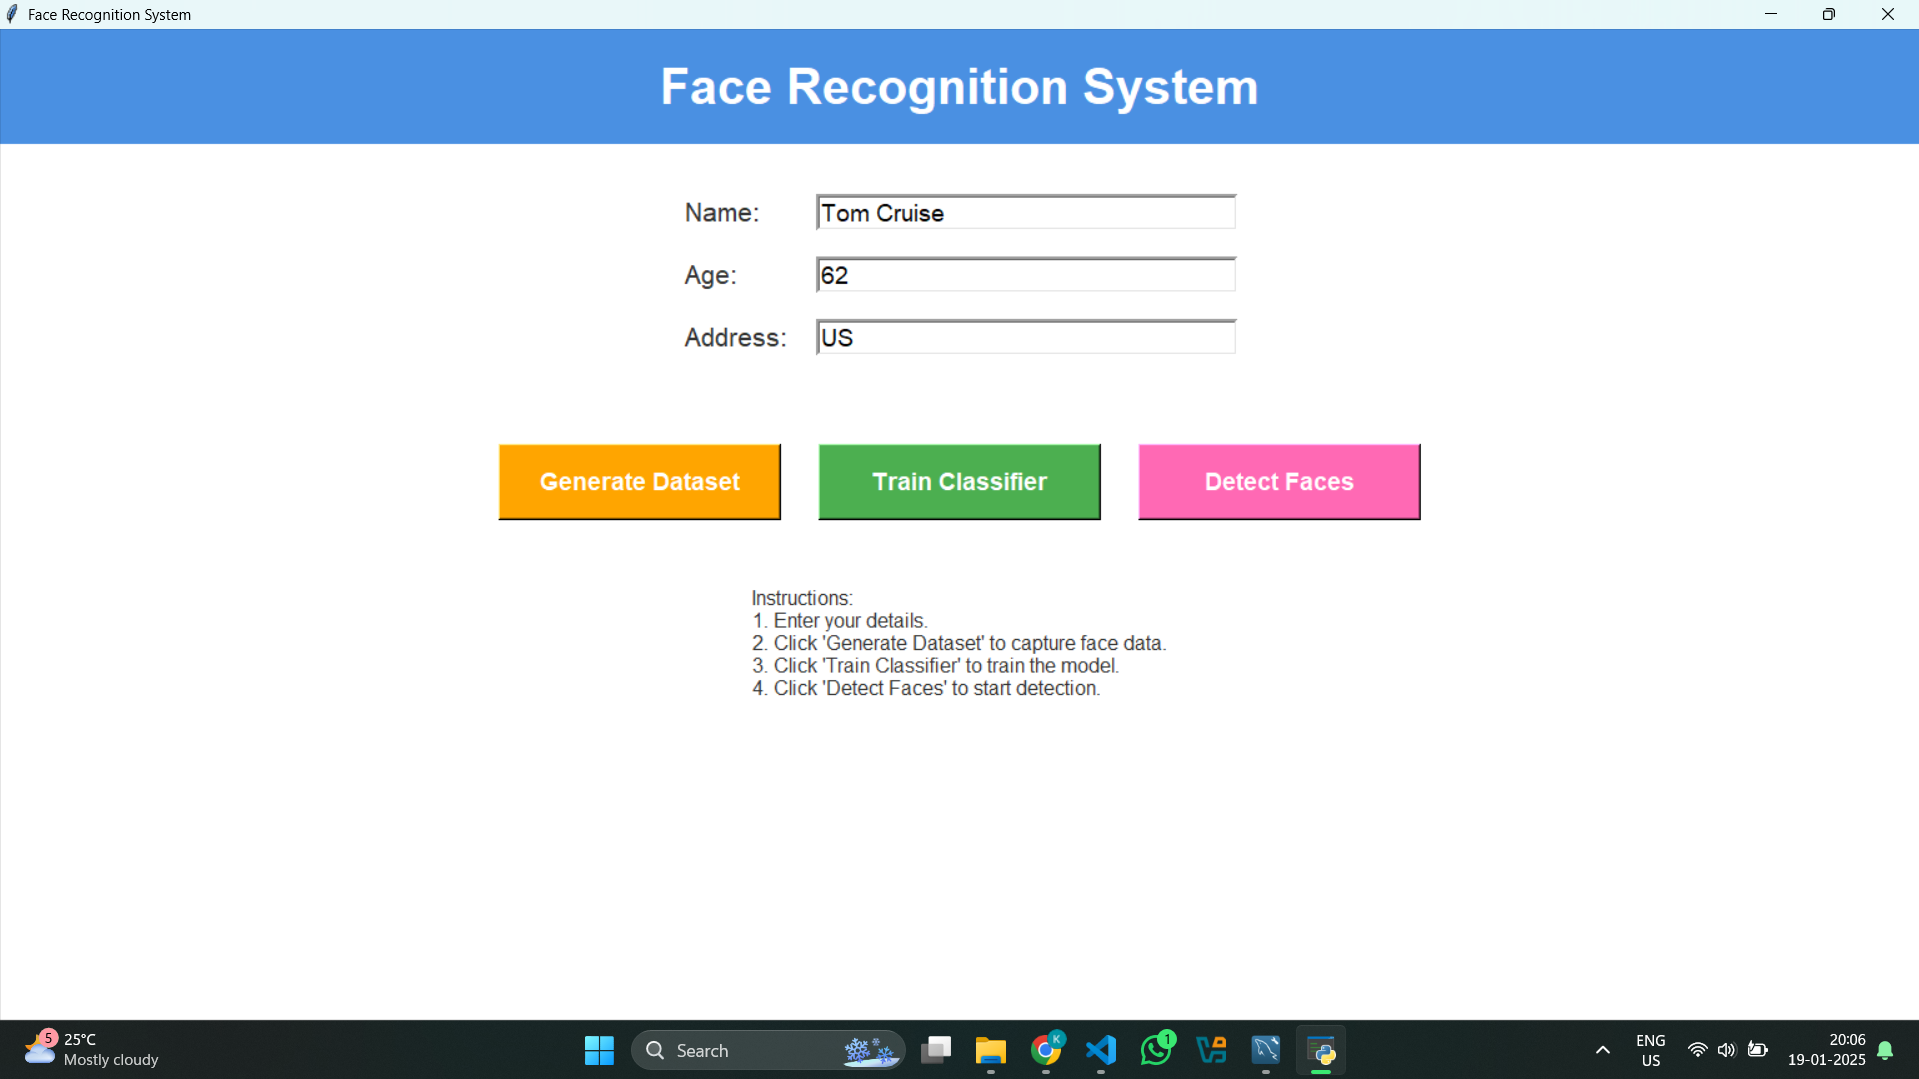 Face Recognition System
Face Recognition System
Name: Tom Cruise
Age: 62
Address: US
Generate Dataset Train Classifier Detect Faces
Instructions:
1. Enter your details.
2. Click 'Generate Dataset' to capture face data.
3. Click 'Train Classifier' to train the model.
4. Click 'Detect Faces' to start detection.
5 25°C
Mostly cloudy
Search
K
1
ENG
US
20:06
19-01-2025